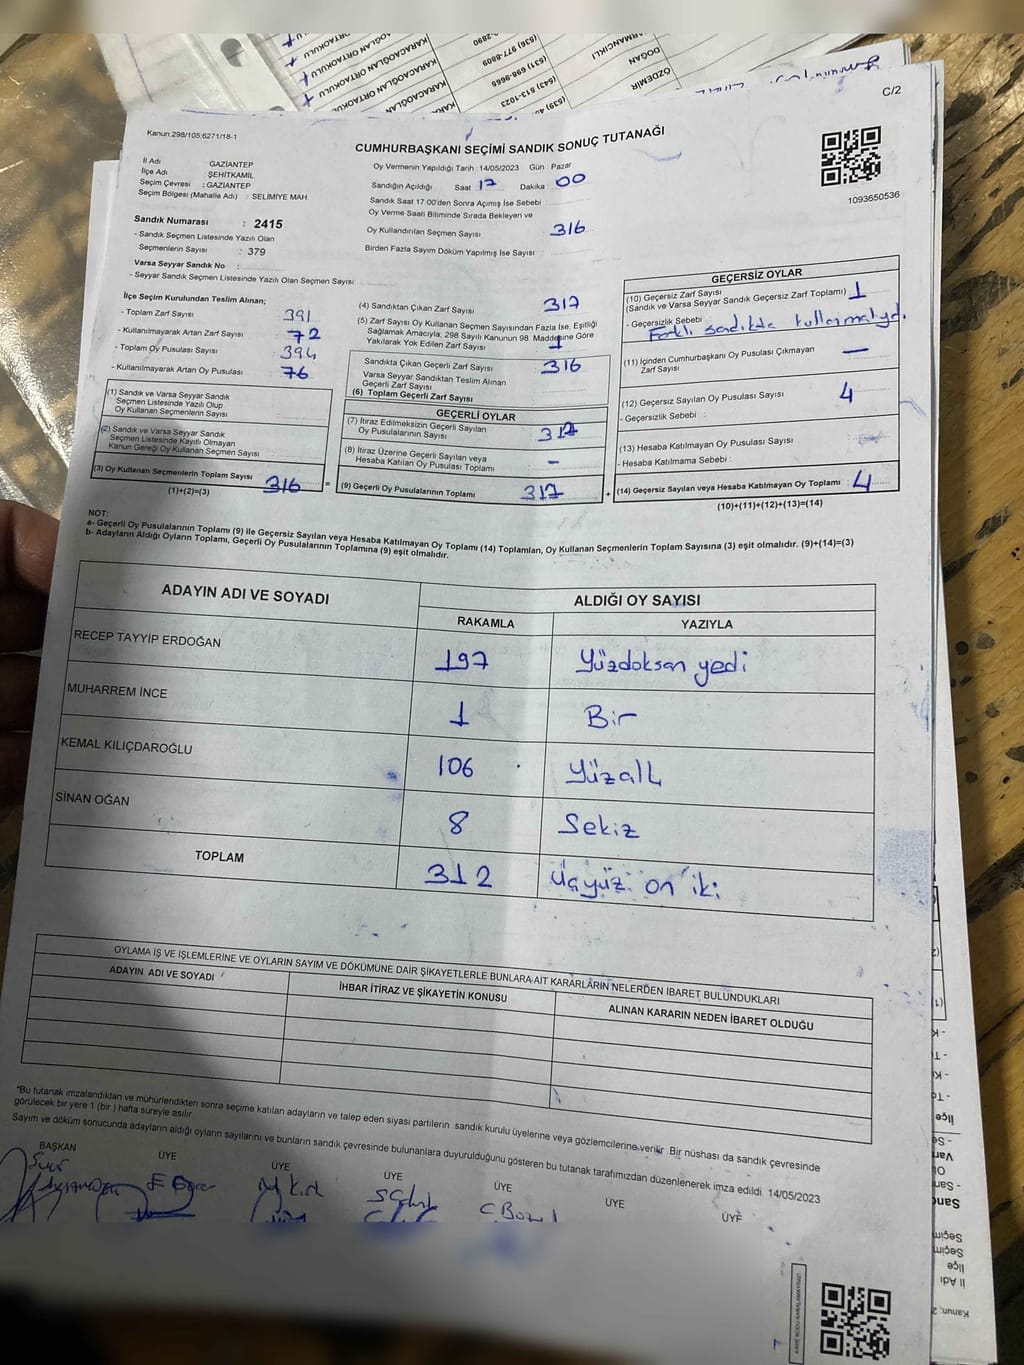 C/2
Kanun:298/105,6271/18-1
CUMHURBAŞKANI SEÇİMİ SANDIK SONUÇ TUTANAĞI
1093650536
İl Adı GAZİANTEP
İlçe Adı ŞEHİTKAMİL
Seçim Çevresi : GAZİANTEP
Seçim Bölgesi (Mahalle Adı) : SELİMİYE MAH
Sandık Numarası : 2415
- Sandık Seçmen Listesinde Yazılı Olan
Seçmenlerin Sayısı : 379
Varsa Seyyar Sandık No :
- Seyyar Sandık Seçmen Listesinde Yazılı Olan Seçmen Sayısı:
Oy Vermenin Yapıldığı Tarih : 14/05/2023 Gün : Pazar
Sandığın Açıldığı Saat 17 Dakika 00
Sandık Saat 17:00'den Sonra Açımış İse Sebebi
Oy Verme Saati Bitiminde Sırada Bekleyen ve
Oy Kullandırılan Seçmen Sayısı 316
Birden Fazla Sayım Döküm Yapılmış İse Sayısı
İlçe Seçim Kurulundan Teslim Alınan;
- Toplam Zarf Sayısı 391
- Kullanılmayarak Artan Zarf Sayısı 72
- Toplam Oy Pusulası Sayısı 394
- Kullanılmayarak Artan Oy Pusulası 76
(1) Sandık ve Varsa Seyyar Sandık
Seçmen Listesinde Yazılı Olup
Oy Kullanan Seçmenlerin Sayısı
(2) Sandık ve Varsa Seyyar Sandık
Seçmen Listesinde Kayıtlı Olmayan
Kanun Gereği Oy Kullanan Seçmen Sayısı
(3) Oy Kullanan Seçmenlerin Toplam Sayısı 316
(1)+(2)=(3)
(4) Sandıktan Çıkan Zarf Sayısı 317
(5) Zarf Sayısı Oy Kullanan Seçmen Sayısından Fazla İse, Eşitliği
Sağlamak Amacıyla, 298 Sayılı Kanunun 98. Maddesine Göre
Yakılarak Yok Edilen Zarf Sayısı 1
Sandıkta Çıkan Geçerli Zarf Sayısı 316
Varsa Seyyar Sandıktan Teslim Alınan
Geçerli Zarf Sayısı
(6) Toplam Geçerli Zarf Sayısı
GEÇERLİ OYLAR
(7) İtiraz Edilmeksizin Geçerli Sayılan
Oy Pusulalarının Sayısı 312
(8) İtiraz Üzerine Geçerli Sayılan veya
Hesaba Katılan Oy Pusulası Toplamı –
(9) Geçerli Oy Pusulalarının Toplamı
GEÇERSİZ OYLAR
(10) Geçersiz Zarf Sayısı 1
(Sandık ve Varsa Seyyar Sandık Geçersiz Zarf Toplamı)
- Geçersizlik Sebebi : Farklı sandıkda
(11) İçinden Cumhurbaşkanı Oy Pusulası Çıkmayan
Zarf Sayısı —
(12) Geçersiz Sayılan Oy Pusulası Sayısı 4
- Geçersizlik Sebebi :
(13) Hesaba Katılmayan Oy Pusulası Sayısı
- Hesaba Katılmama Sebebi :
(14) Geçersiz Sayılan veya Hesaba Katılmayan Oy Toplamı 4
(10)+(11)+(12)+(13)=(14)
NOT:
a- Geçerli Oy Pusulalarının Toplamı (9) ile Geçersiz Sayılan veya Hesaba Katılmayan Oy Toplamı (14) Toplamları, Oy Kullanan Seçmenlerin Toplam Sayısına (3) eşit olmalıdır. (9)+(14)=(3)
b- Adayların Aldığı Oyların Toplamı, Geçerli Oy Pusulalarının Toplamına (9) eşit olmalıdır.
ADAYIN ADI VE SOYADI ALDIĞI OY SAYISI
RAKAMLA YAZIYLA
RECEP TAYYİP ERDOĞAN 197 Yüzdoksan yedi
MUHARREM İNCE 1 Bir
KEMAL KILIÇDAROĞLU 106 Yüzaltı
SİNAN OĞAN 8 Sekiz
TOPLAM 312 Üçyüz on iki
OYLAMA İŞ VE İŞLEMLERİNE VE OYLARIN SAYIM VE DÖKÜMÜNE DAİR ŞİKAYETLERLE BUNLARA AİT KARARLARIN NELERDEN İBARET BULUNDUKLARI
ADAYIN ADI VE SOYADI İHBAR İTİRAZ VE ŞİKAYETİN KONUSU ALINAN KARARIN NEDEN İBARET OLDUĞU
*Bu tutanak imzalandıktan ve mühürlendikten sonra seçime katılan adayların ve talep eden siyasi partilerin sandık kurulu üyelerine veya gözlemcilerine verilir. Bir nüshası da sandık çevresinde
görülecek bir yere 1 (bir) hafta süreyle asılır.
Sayım ve döküm sonucunda adayların aldığı oyların sayılarını ve bunların sandık çevresinde bulunanlara duyurulduğunu gösteren bu tutanak tarafımızdan düzenlenerek imza edildi. 14/05/2023
BAŞKAN ÜYE ÜYE ÜYE ÜYE ÜYE ÜYE